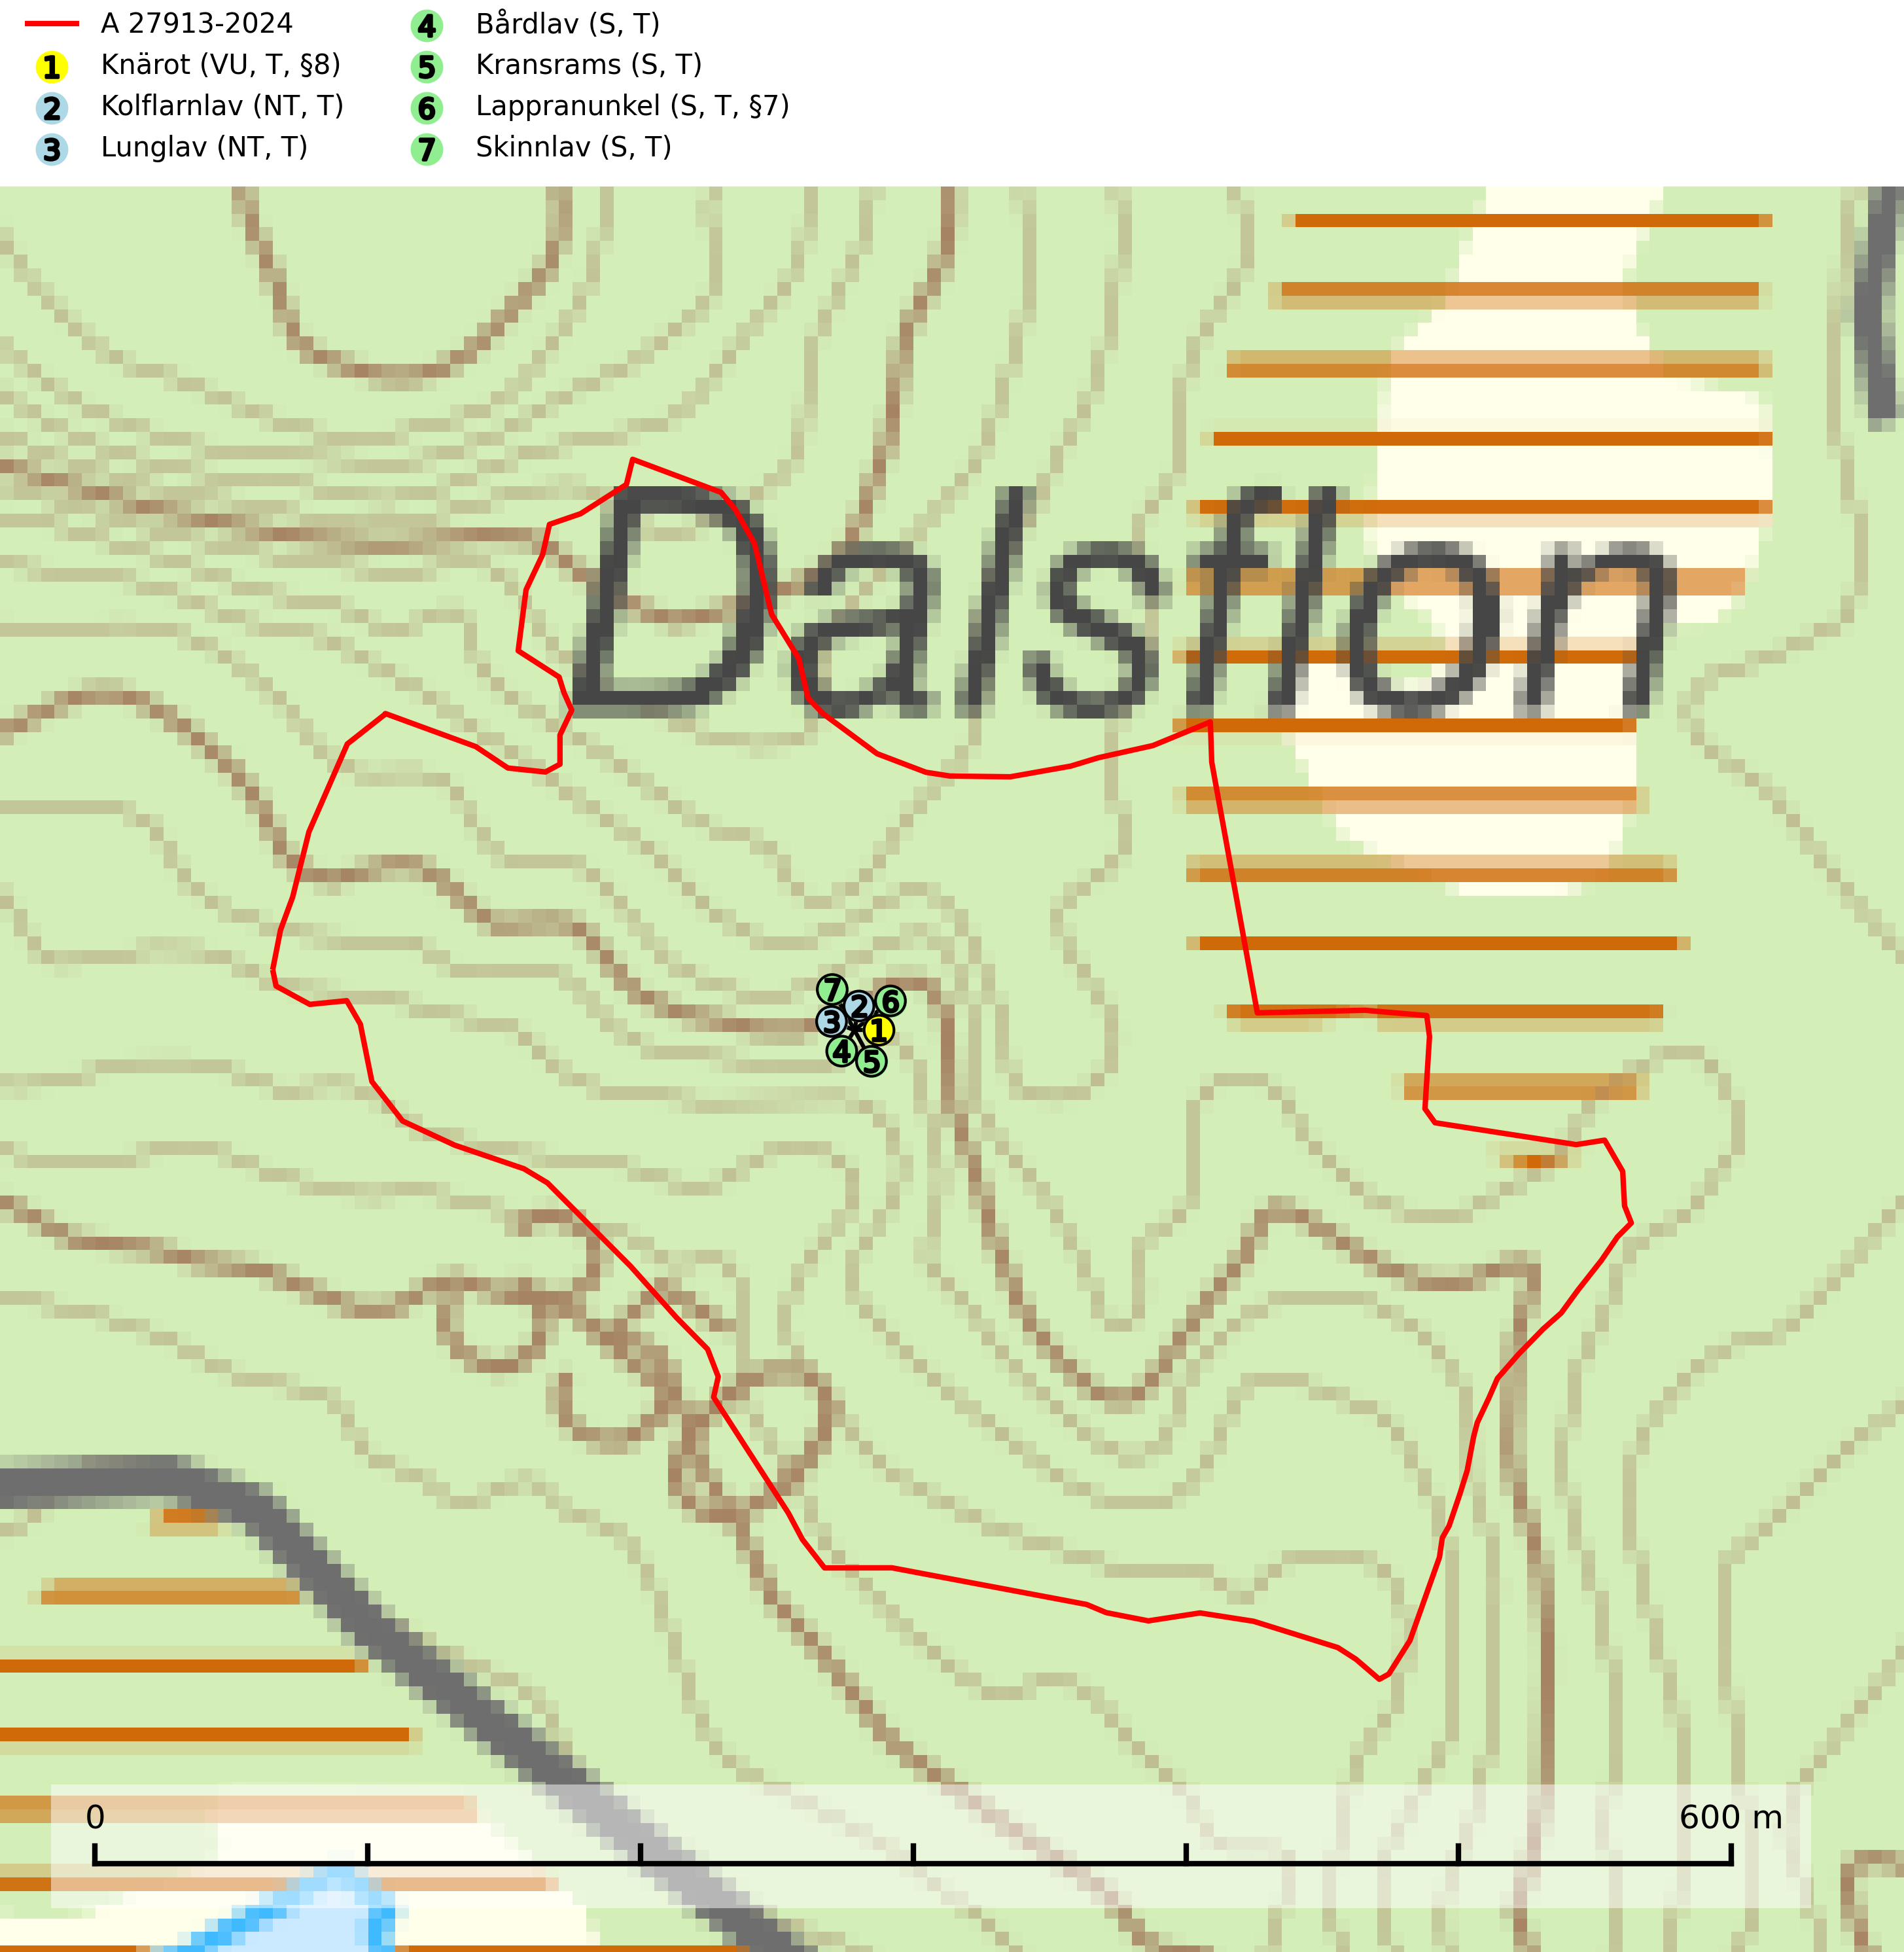 A 27913-2024
1 Knärot (VU, T, §8)
2 Kolflarnlav (NT, T)
3 Lunglav (NT, T)
4 Bårdlav (S, T)
5 Kransrams (S, T)
6 Lappranunkel (S, T, §7)
7 Skinnlav (S, T)
Dalsflon
7 2 6
3 1
4 5
0 600 m